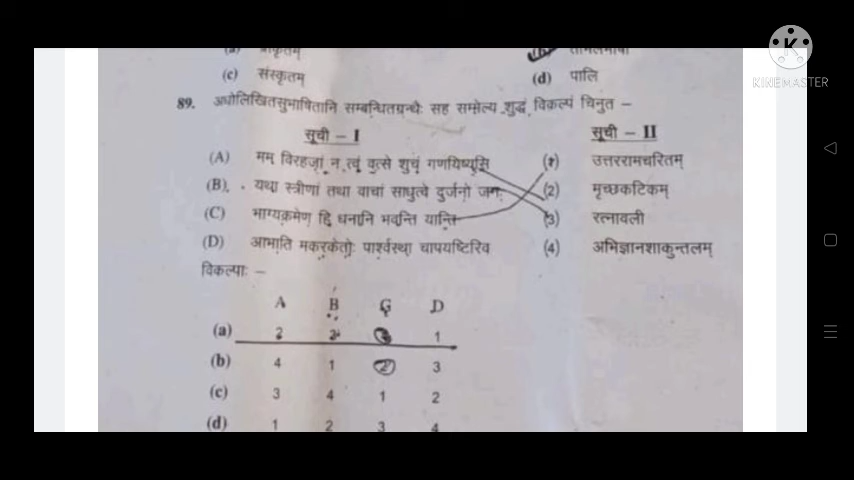 (c) संस्कृतम् (d) पालि
89. अधोलिखितसुभाषितानि सम्बन्धितग्रन्थैः सह सम्मेल्य शुद्धं विकल्पं चिनुत –
सूची – I सूची – II
(A) मम विरहजां न त्वं वत्से शुचं गणयिष्यसि (1) उत्तररामचरितम्
(B) यथा स्त्रीणां तथा वाचां साधुत्वे दुर्जनो जनः (2) मृच्छकटिकम्
(C) भाग्यक्रमेण हि धनानि भवन्ति यान्ति (3) रत्नावली
(D) आभाति मकरकेतोः पार्श्वस्था चापयष्टिरिव (4) अभिज्ञानशाकुन्तलम्
विकल्पाः –
A B C D
(a) 2 1
(b) 4 1 2 3
(c) 3 4 1 2
(d) 1 2 3 4
KINEMASTER